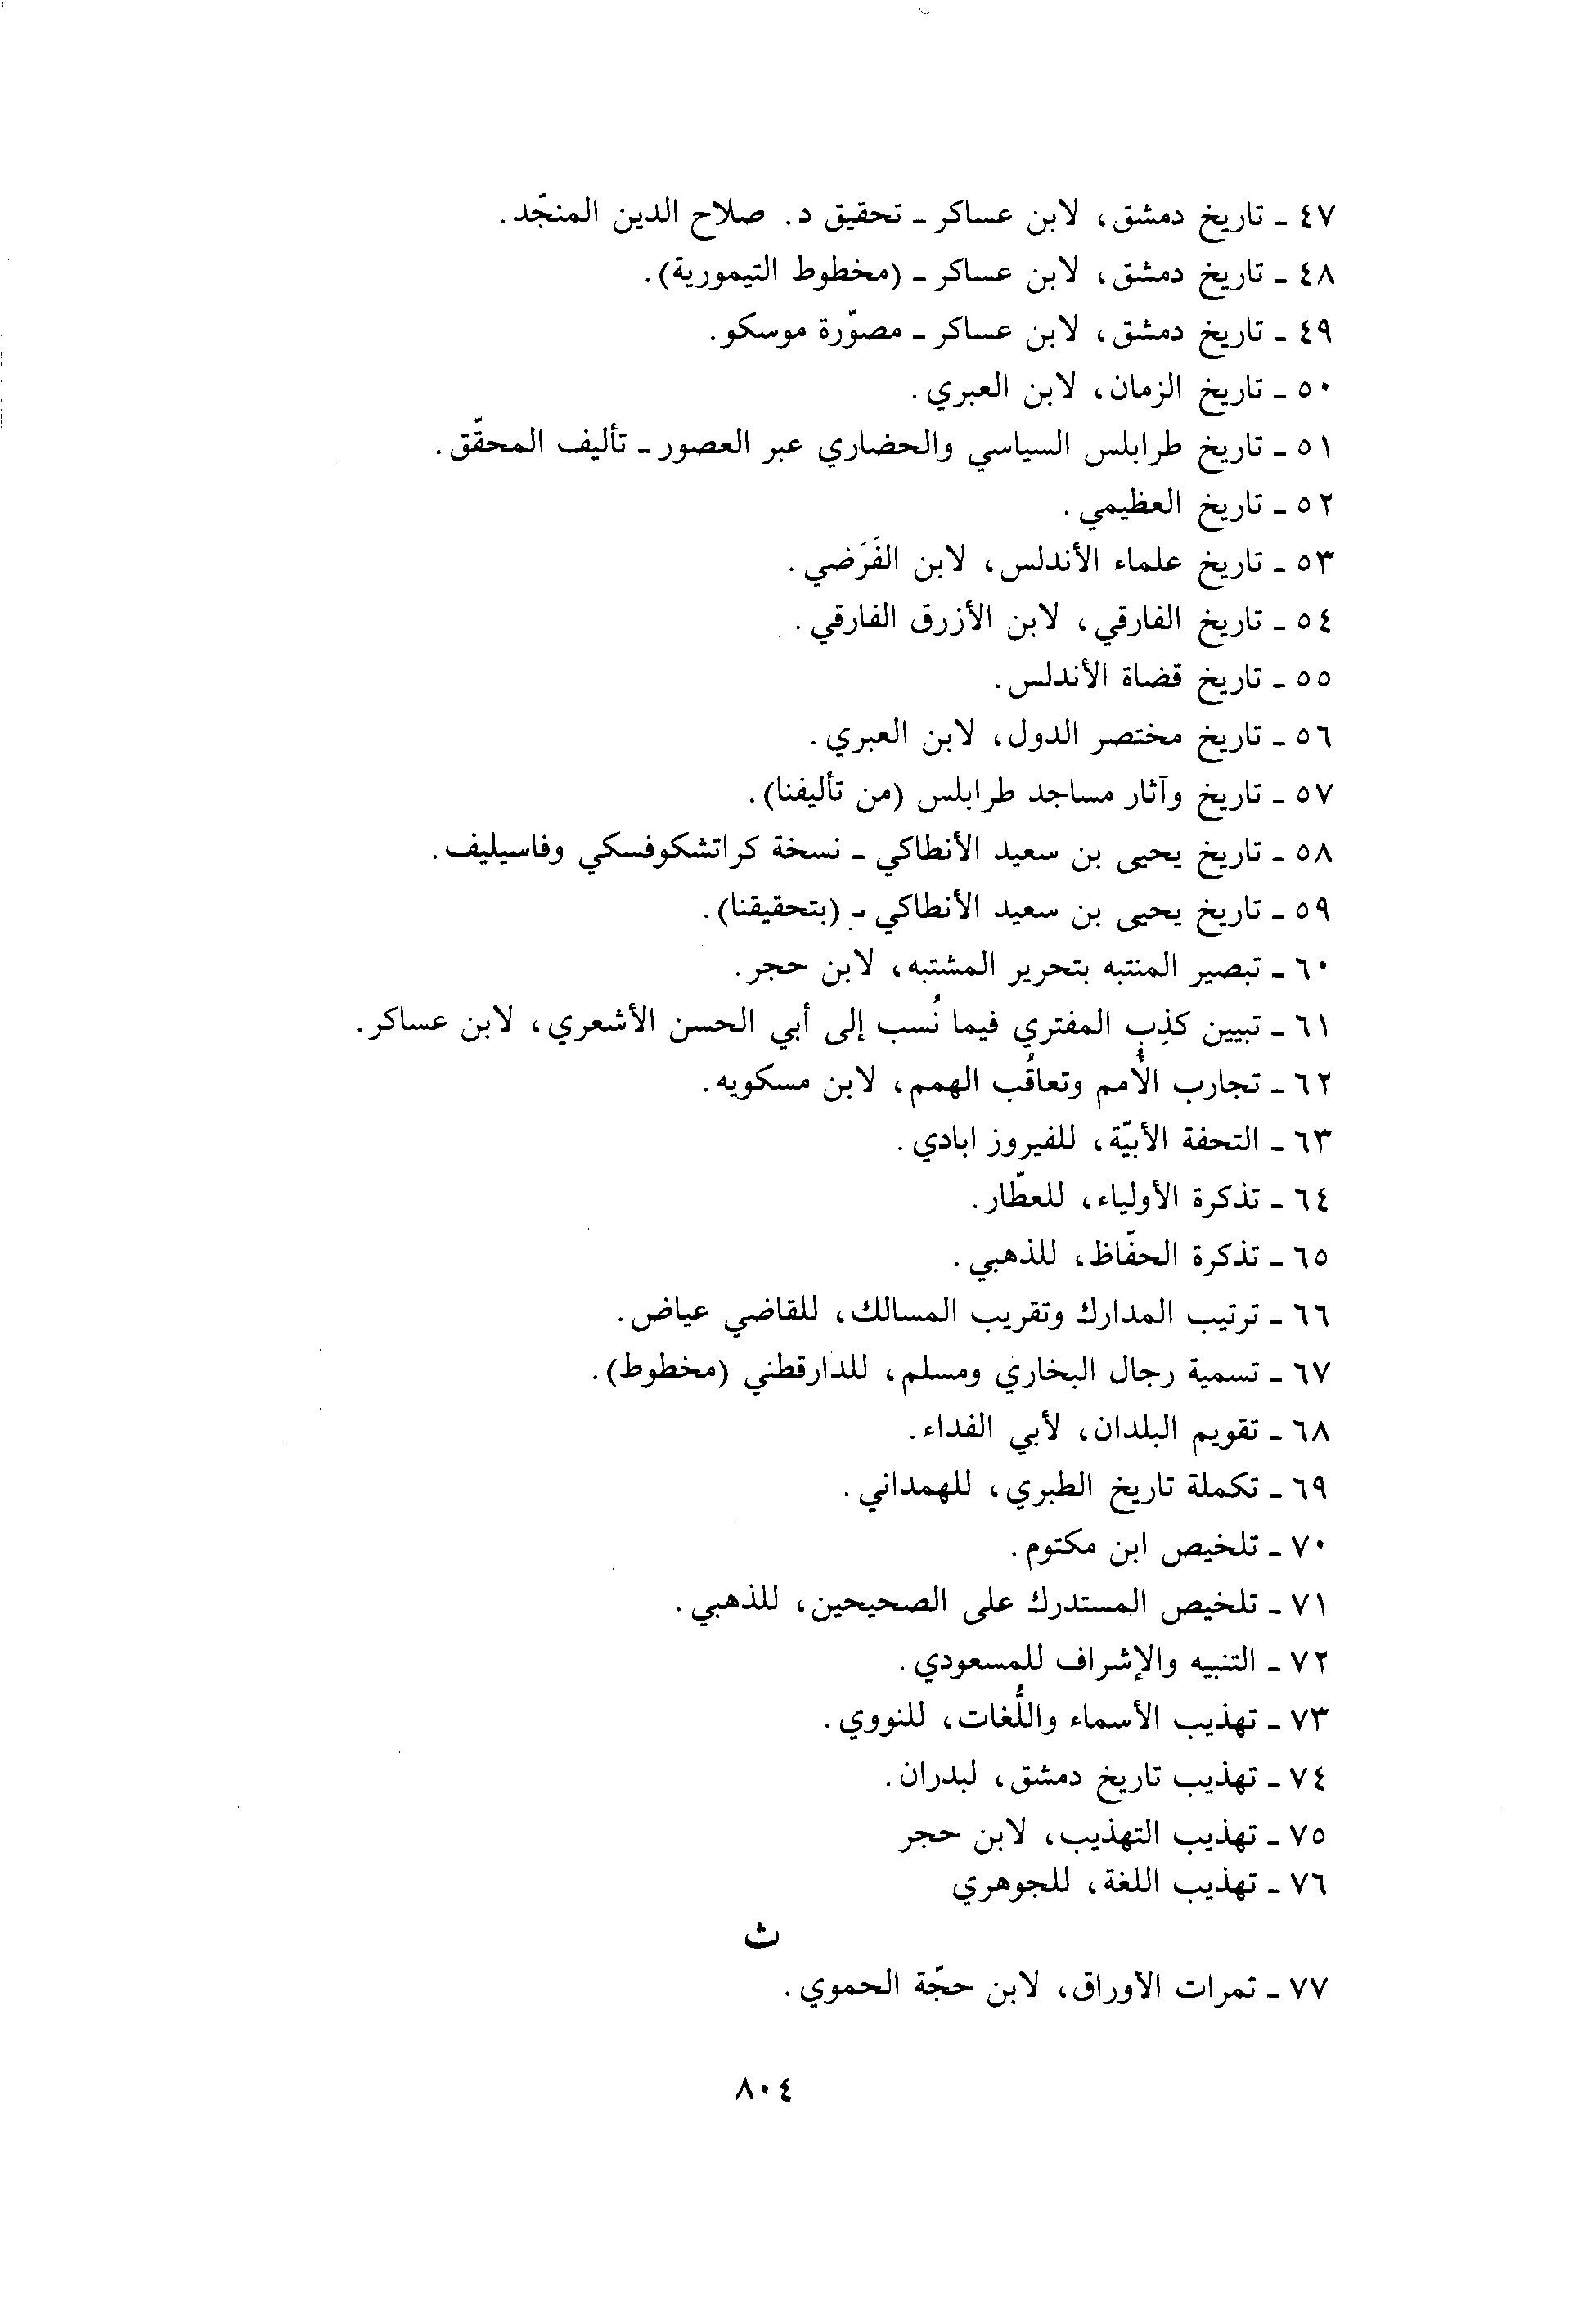 ٤٧ ـ تاريخ دمشق، لابن عساكر ـ تحقيق د. صلاح الدين المنجّد.
٤٨ ـ تاريخ دمشق، لابن عساكر ـ (مخطوط التيمورية).
٤٩ ـ تاريخ دمشق، لابن عساكر ـ مصوّرة موسكو.
٥٠ ـ تاريخ الزمان، لابن العبري.
٥١ ـ تاريخ طرابلس السياسي والحضاري عبر العصور ـ تأليف المحقّق.
٥٢ ـ تاريخ العظيمي.
٥٣ ـ تاريخ علماء الأندلس، لابن الفَرَضي.
٥٤ ـ تاريخ الفارقي، لابن الأزرق الفارقي.
٥٥ ـ تاريخ قضاة الأندلس.
٥٦ ـ تاريخ مختصر الدول، لابن العبري.
٥٧ ـ تاريخ وآثار مساجد طرابلس (من تأليفنا).
٥٨ ـ تاريخ يحيى بن سعيد الأنطاكي ـ نسخة كراتشكوفسكي وفاسيليف.
٥٩ ـ تاريخ يحيى بن سعيد الأنطاكي ـ (بتحقيقنا).
٦٠ ـ تبصير المنتبه بتحرير المشتبه، لابن حجر.
٦١ ـ تبيين كذِب المفتري فيما نُسب إلى أبي الحسن الأشعري، لابن عساكر.
٦٢ ـ تجارب الأُمم وتعاقُب الهمم، لابن مسكويه.
٦٣ ـ التحفة الأبيّة، للفيروز ابادي.
٦٤ ـ تذكرة الأولياء، للعطّار.
٦٥ ـ تذكرة الحفّاظ، للذهبي.
٦٦ ـ ترتيب المدارك وتقريب المسالك، للقاضي عياض.
٦٧ ـ تسمية رجال البخاري ومسلم، للدارقطني (مخطوط).
٦٨ ـ تقويم البلدان، لأبي الفداء.
٦٩ ـ تكملة تاريخ الطبري، للهمداني.
٧٠ ـ تلخيص ابن مكتوم.
٧١ ـ تلخيص المستدرك على الصحيحين، للذهبي.
٧٢ ـ التنبيه والإشراف للمسعودي.
٧٣ ـ تهذيب الأسماء واللُّغات، للنووي.
٧٤ ـ تهذيب تاريخ دمشق، لبدران.
٧٥ ـ تهذيب التهذيب، لابن حجر
٧٦ ـ تهذيب اللغة، للجوهري
ث
٧٧ ـ ثمرات الأوراق، لابن حجّة الحموي.
٨٠٤